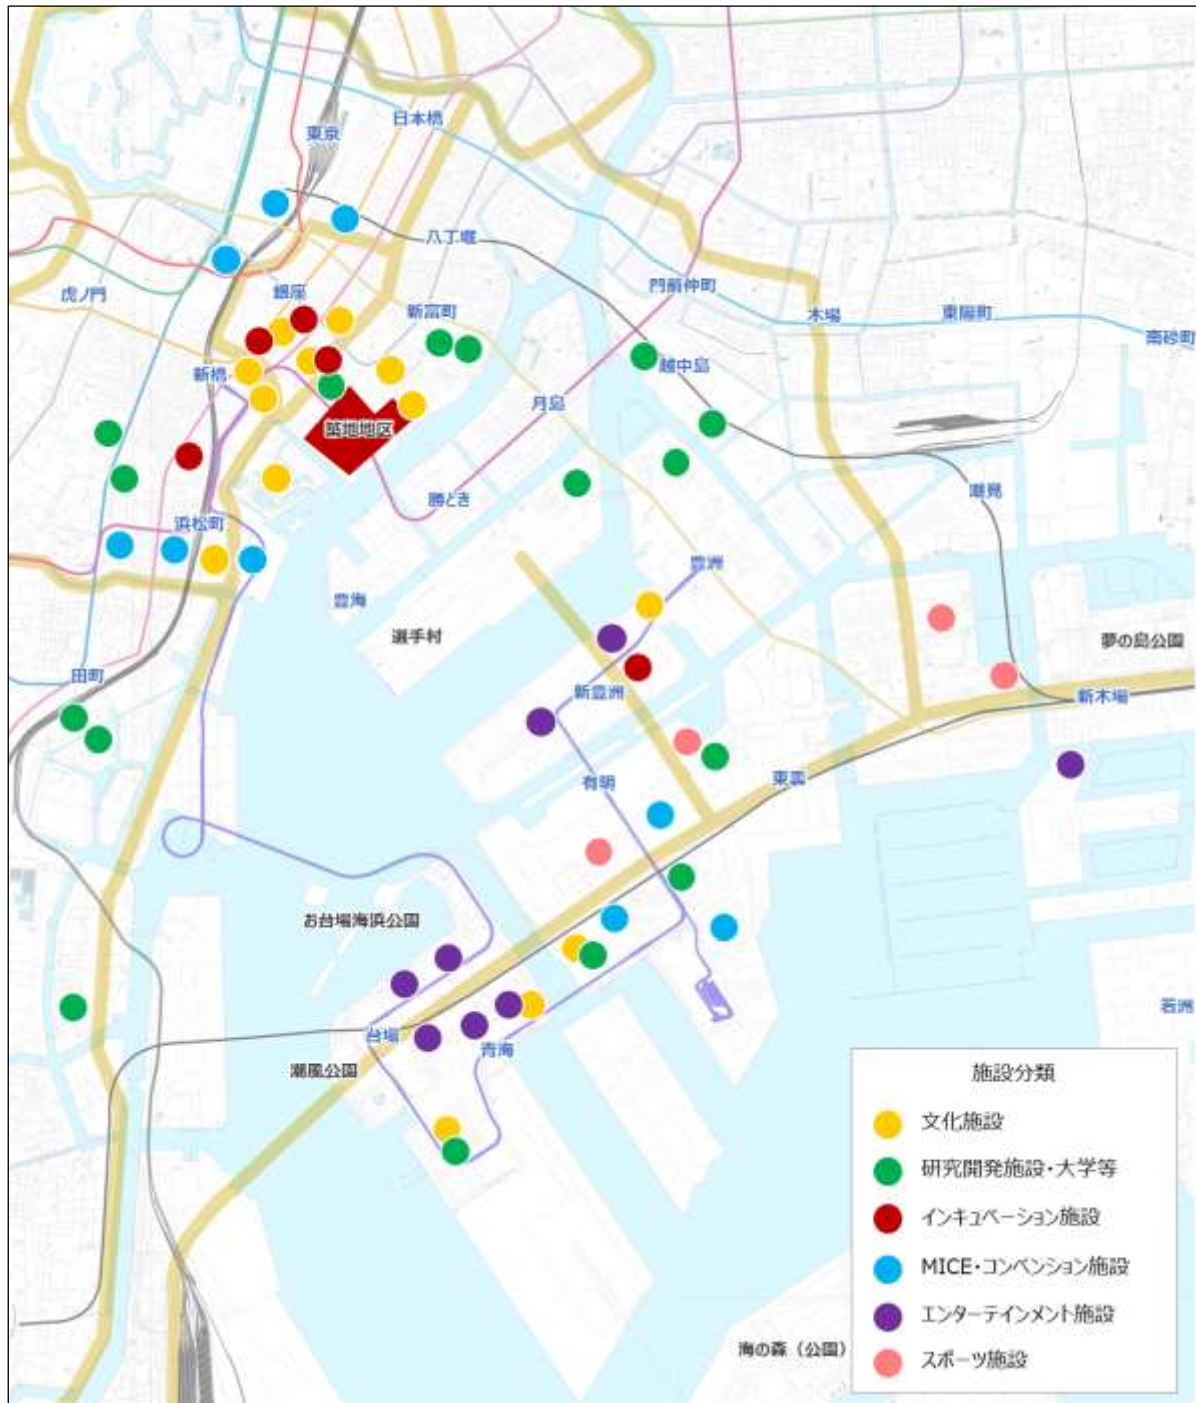 日本橋
東京
八丁堀
門前仲町
虎ノ門
銀座
新富町
木場
東陽町
南砂町
新橋
越中島
月島
築地地区
勝どき
潮見
浜松町
豊洲
豊海
選手村
夢の島公園
田町
新豊洲
新木場
有明
東雲
お台場海浜公園
若洲
台場
青海
潮風公園
施設分類
文化施設
研究開発施設・大学等
インキュベーション施設
MICE・コンベンション施設
エンターテインメント施設
海の森（公園）
スポーツ施設